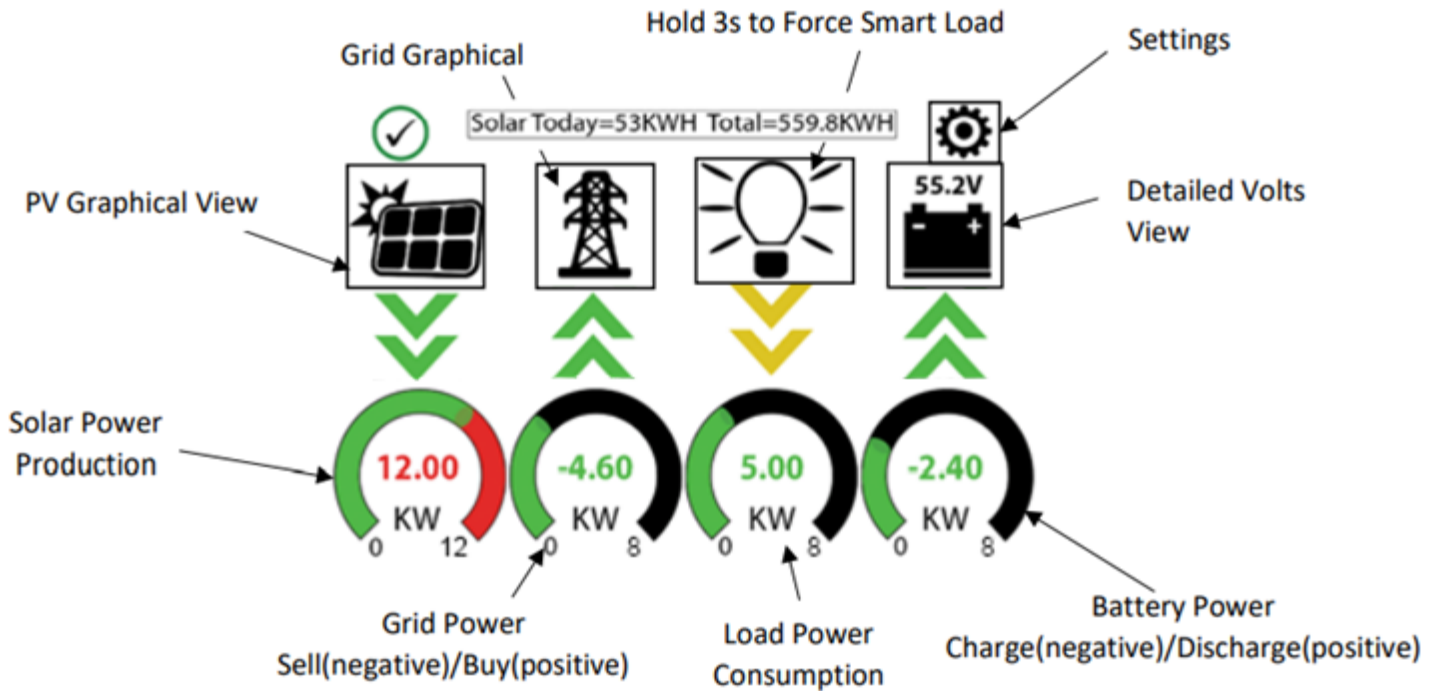 Hold 3s to Force Smart Load
Settings
Grid Graphical
Solar Today=53KWH Total=559.8KWH
PV Graphical View
55.2V
- +
Detailed Volts
View
Solar Power
Production
12.00
KW
0 12
-4.60
KW
0 8
5.00
KW
0 8
-2.40
KW
0 8
Grid Power
Sell(negative)/Buy(positive)
Load Power
Consumption
Battery Power
Charge(negative)/Discharge(positive)